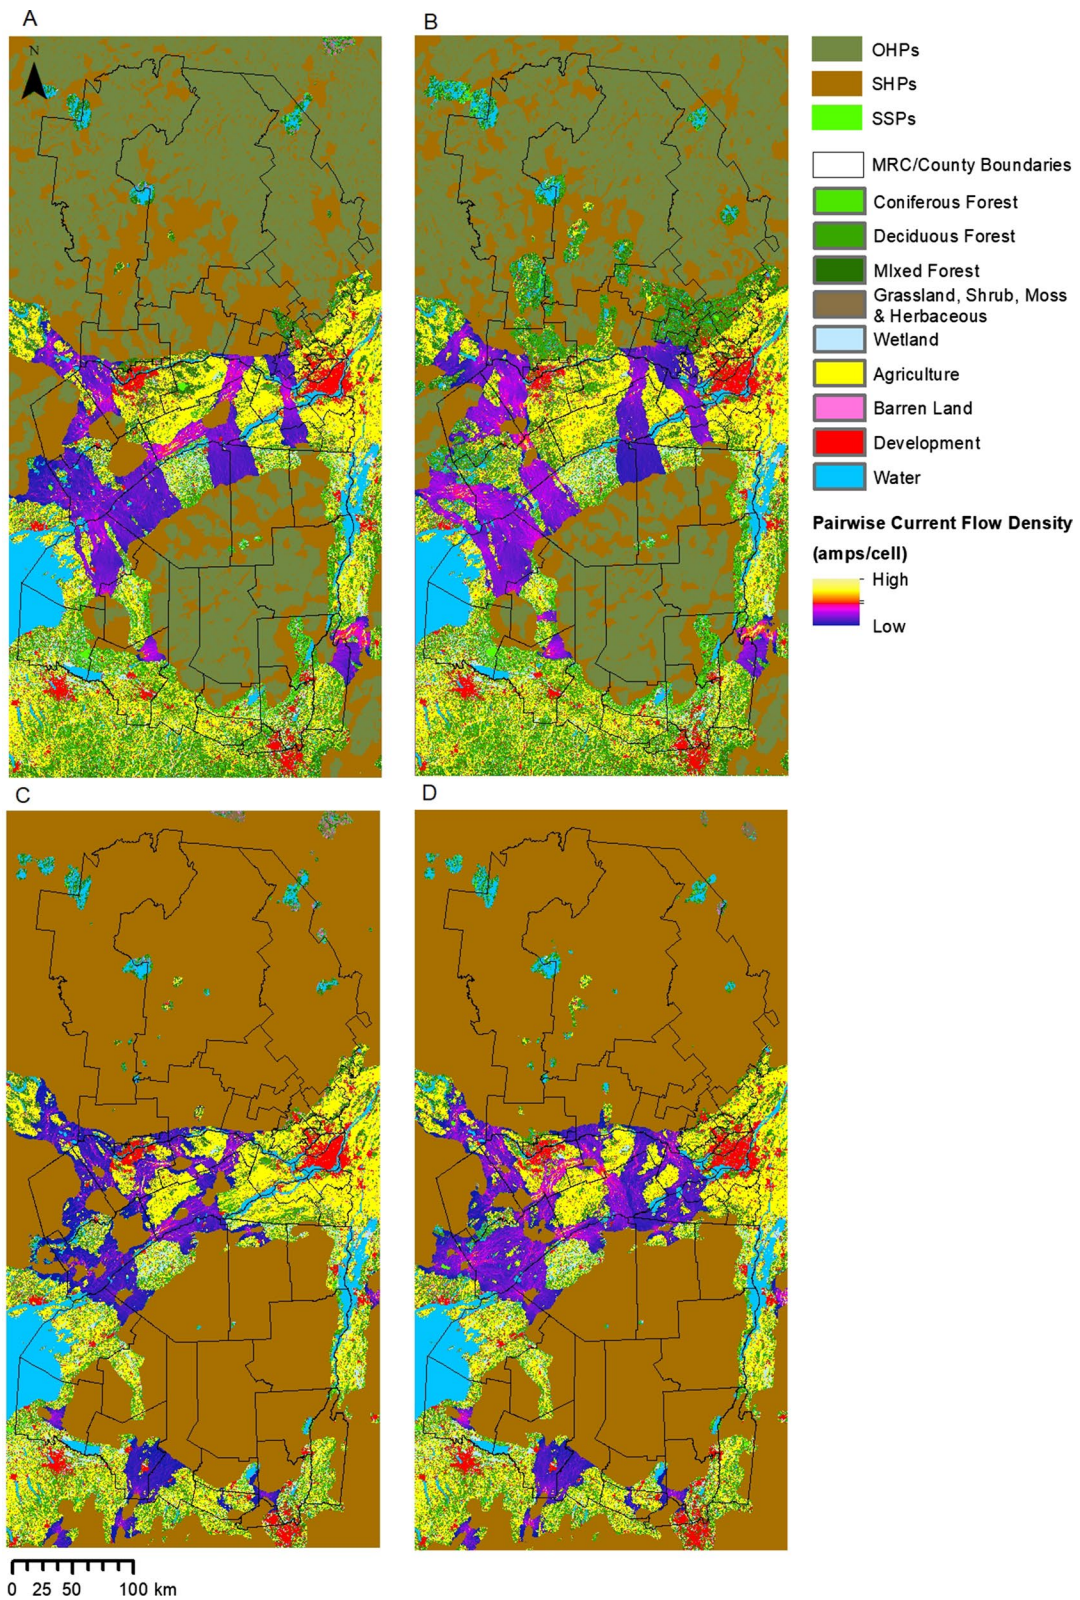 A
B
N
OHPs
SHPs
SSPs
MRC/County Boundaries
Coniferous Forest
Deciduous Forest
MIxed Forest
Grassland, Shrub, Moss
& Herbaceous
Wetland
Agriculture
Barren Land
Development
Water
Pairwise Current Flow Density
(amps/cell)
High
Low
C
D
0 25 50 100 km